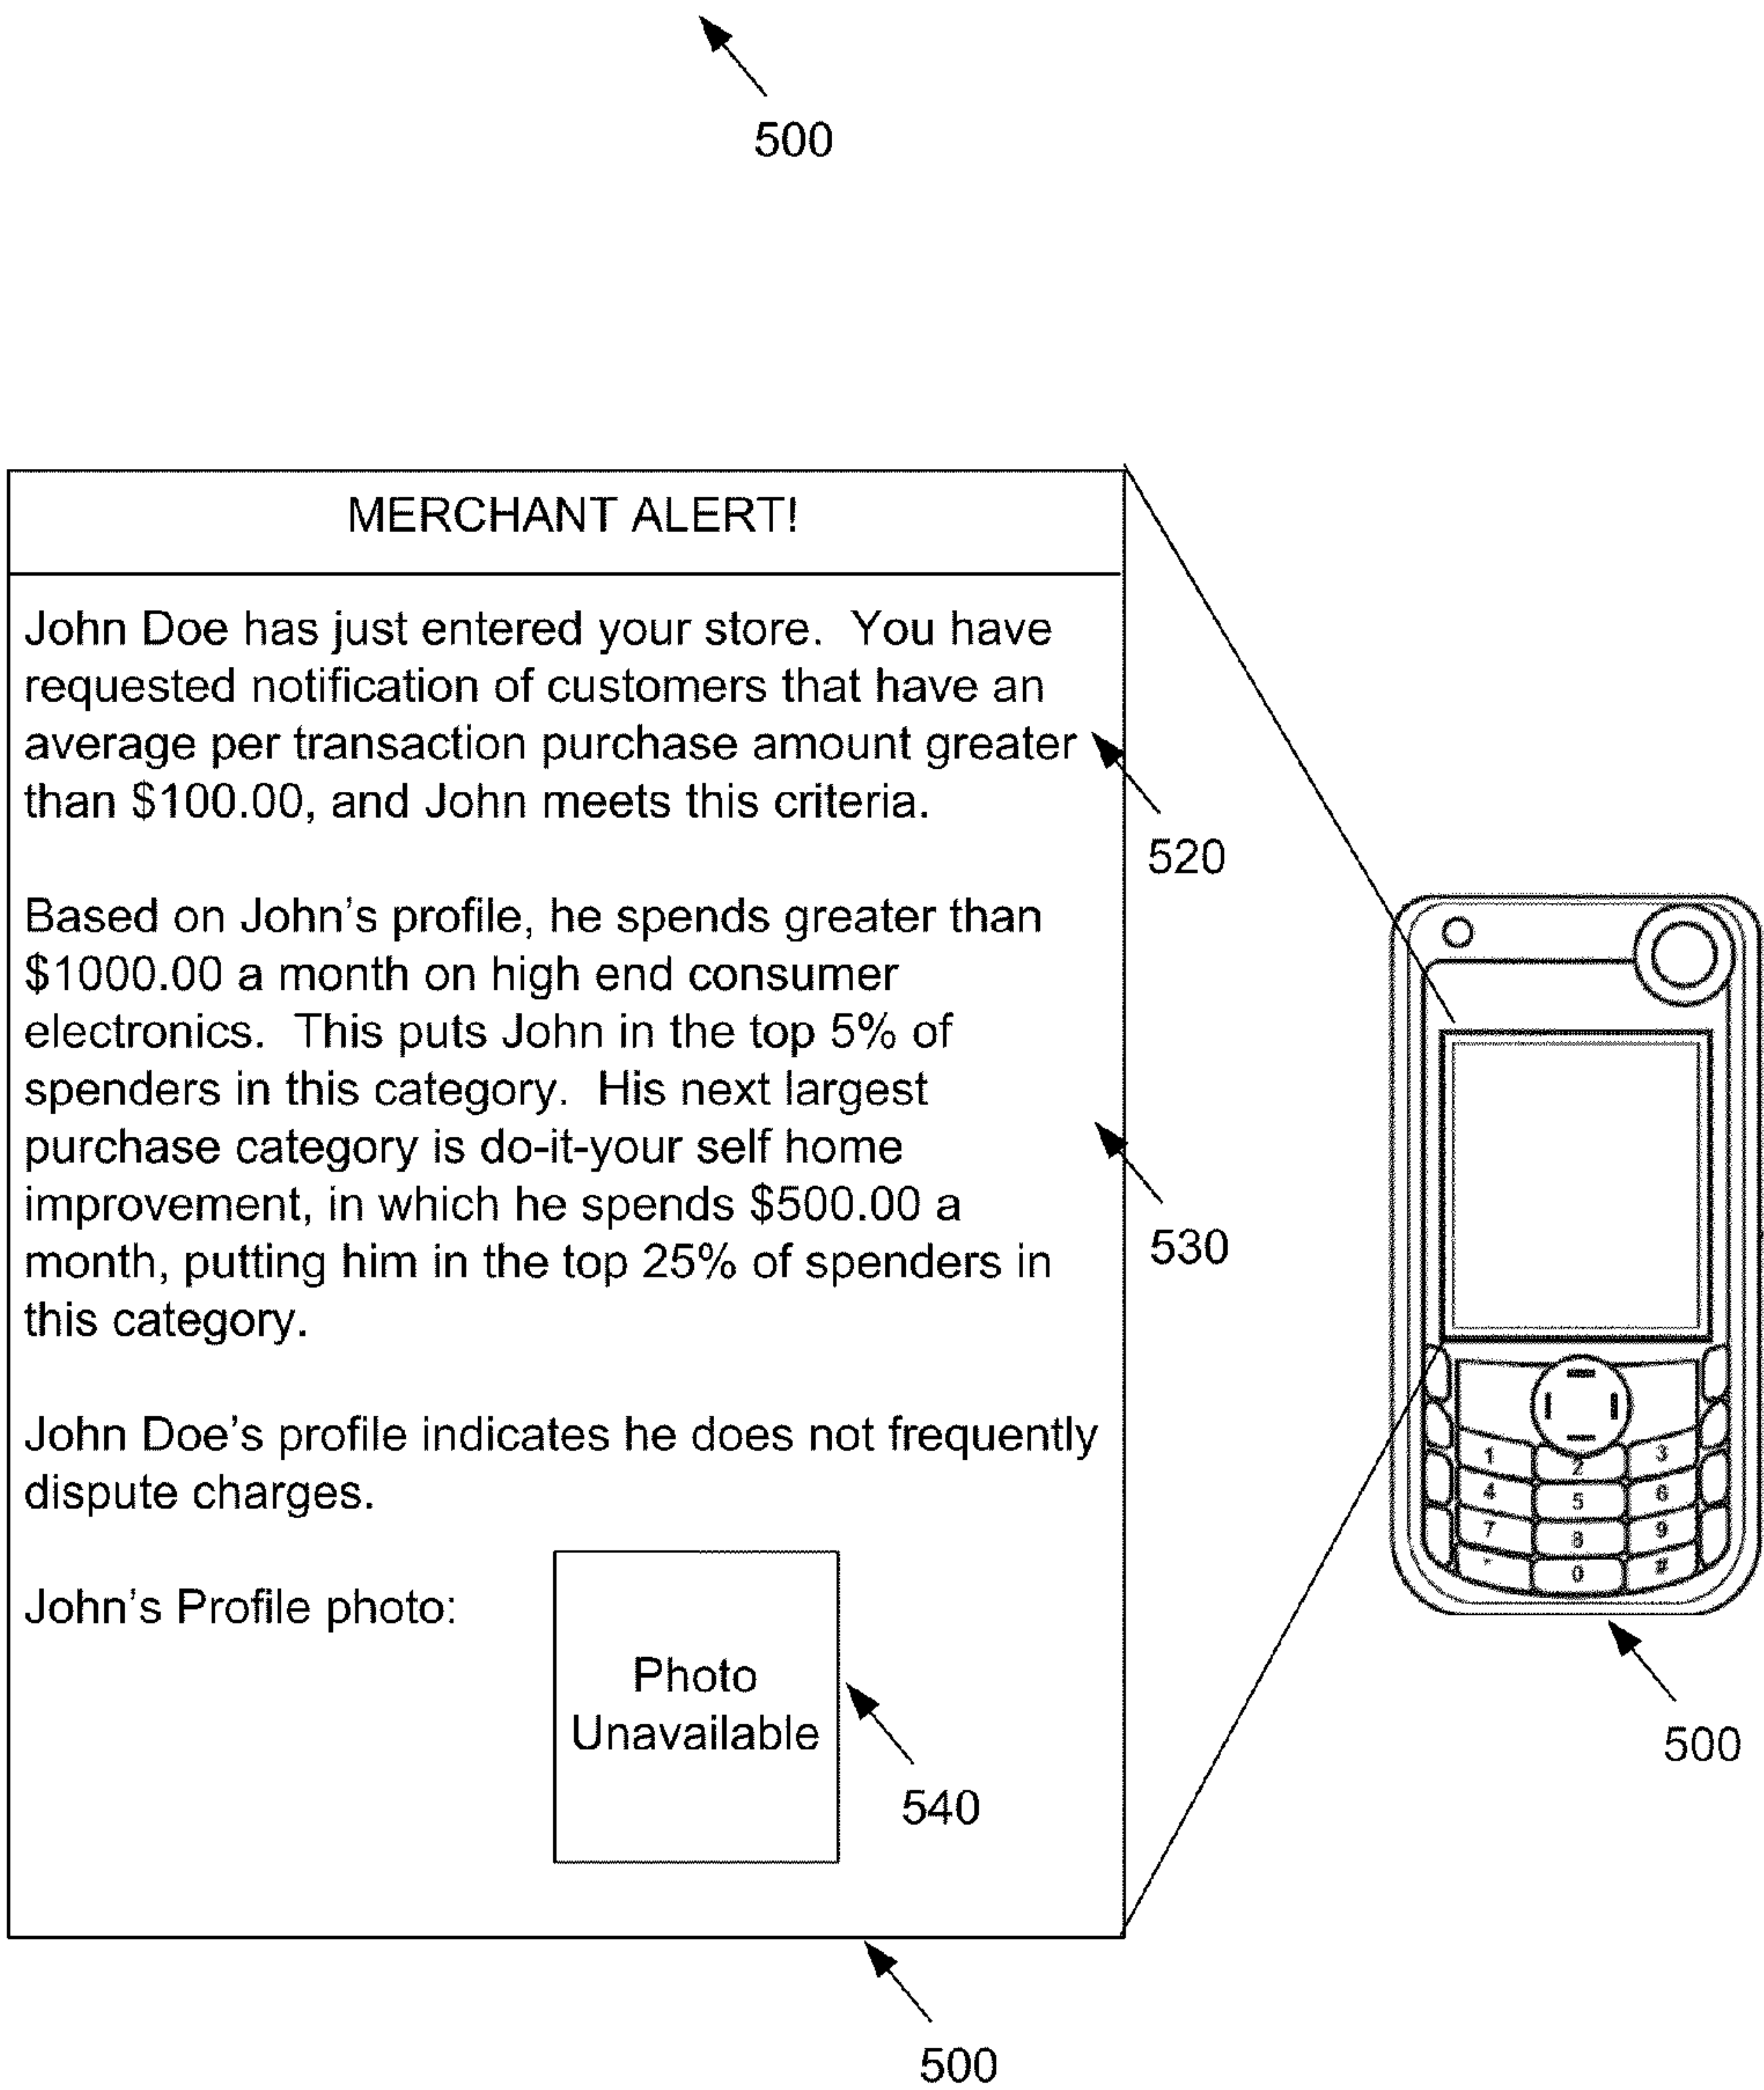 500
MERCHANT ALERT!
John Doe has just entered your store. You have
requested notification of customers that have an
average per transaction purchase amount greater
than $100.00, and John meets this criteria.
520
Based on John's profile, he spends greater than
$1000.00 a month on high end consumer
electronics. This puts John in the top 5% of
spenders in this category. His next largest
purchase category is do-it-your self home
improvement, in which he spends $500.00 a
month, putting him in the top 25% of spenders in
this category.
530
John Doe's profile indicates he does not frequently
dispute charges.
John's Profile photo:
Photo
Unavailable
540
1 2 3
4 5 6
7 8 9
* 0 #
500
500